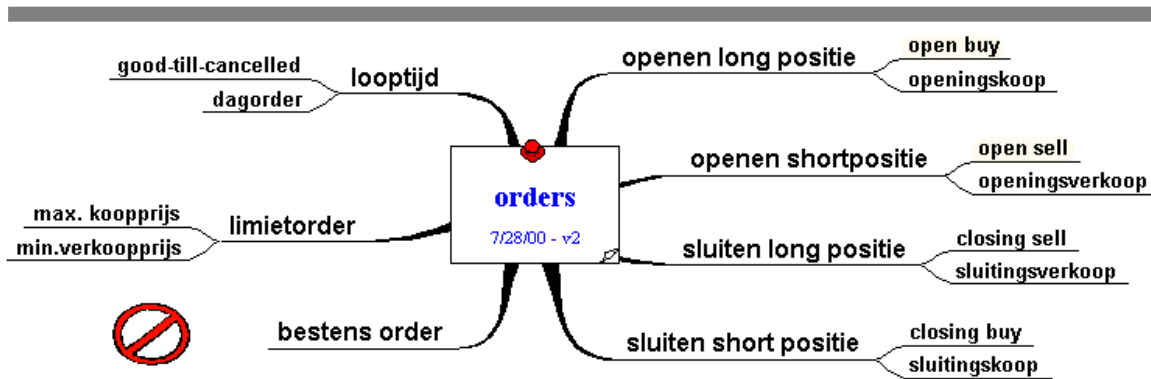 orders
7/28/00 - v2
openen long positie
open buy
openingskoop
openen shortpositie
open sell
openingsverkoop
sluiten long positie
closing sell
sluitingsverkoop
sluiten short positie
closing buy
sluitingskoop
bestens order
limietorder
max. koopprijs
min.verkoopprijs
looptijd
good-till-cancelled
dagorder